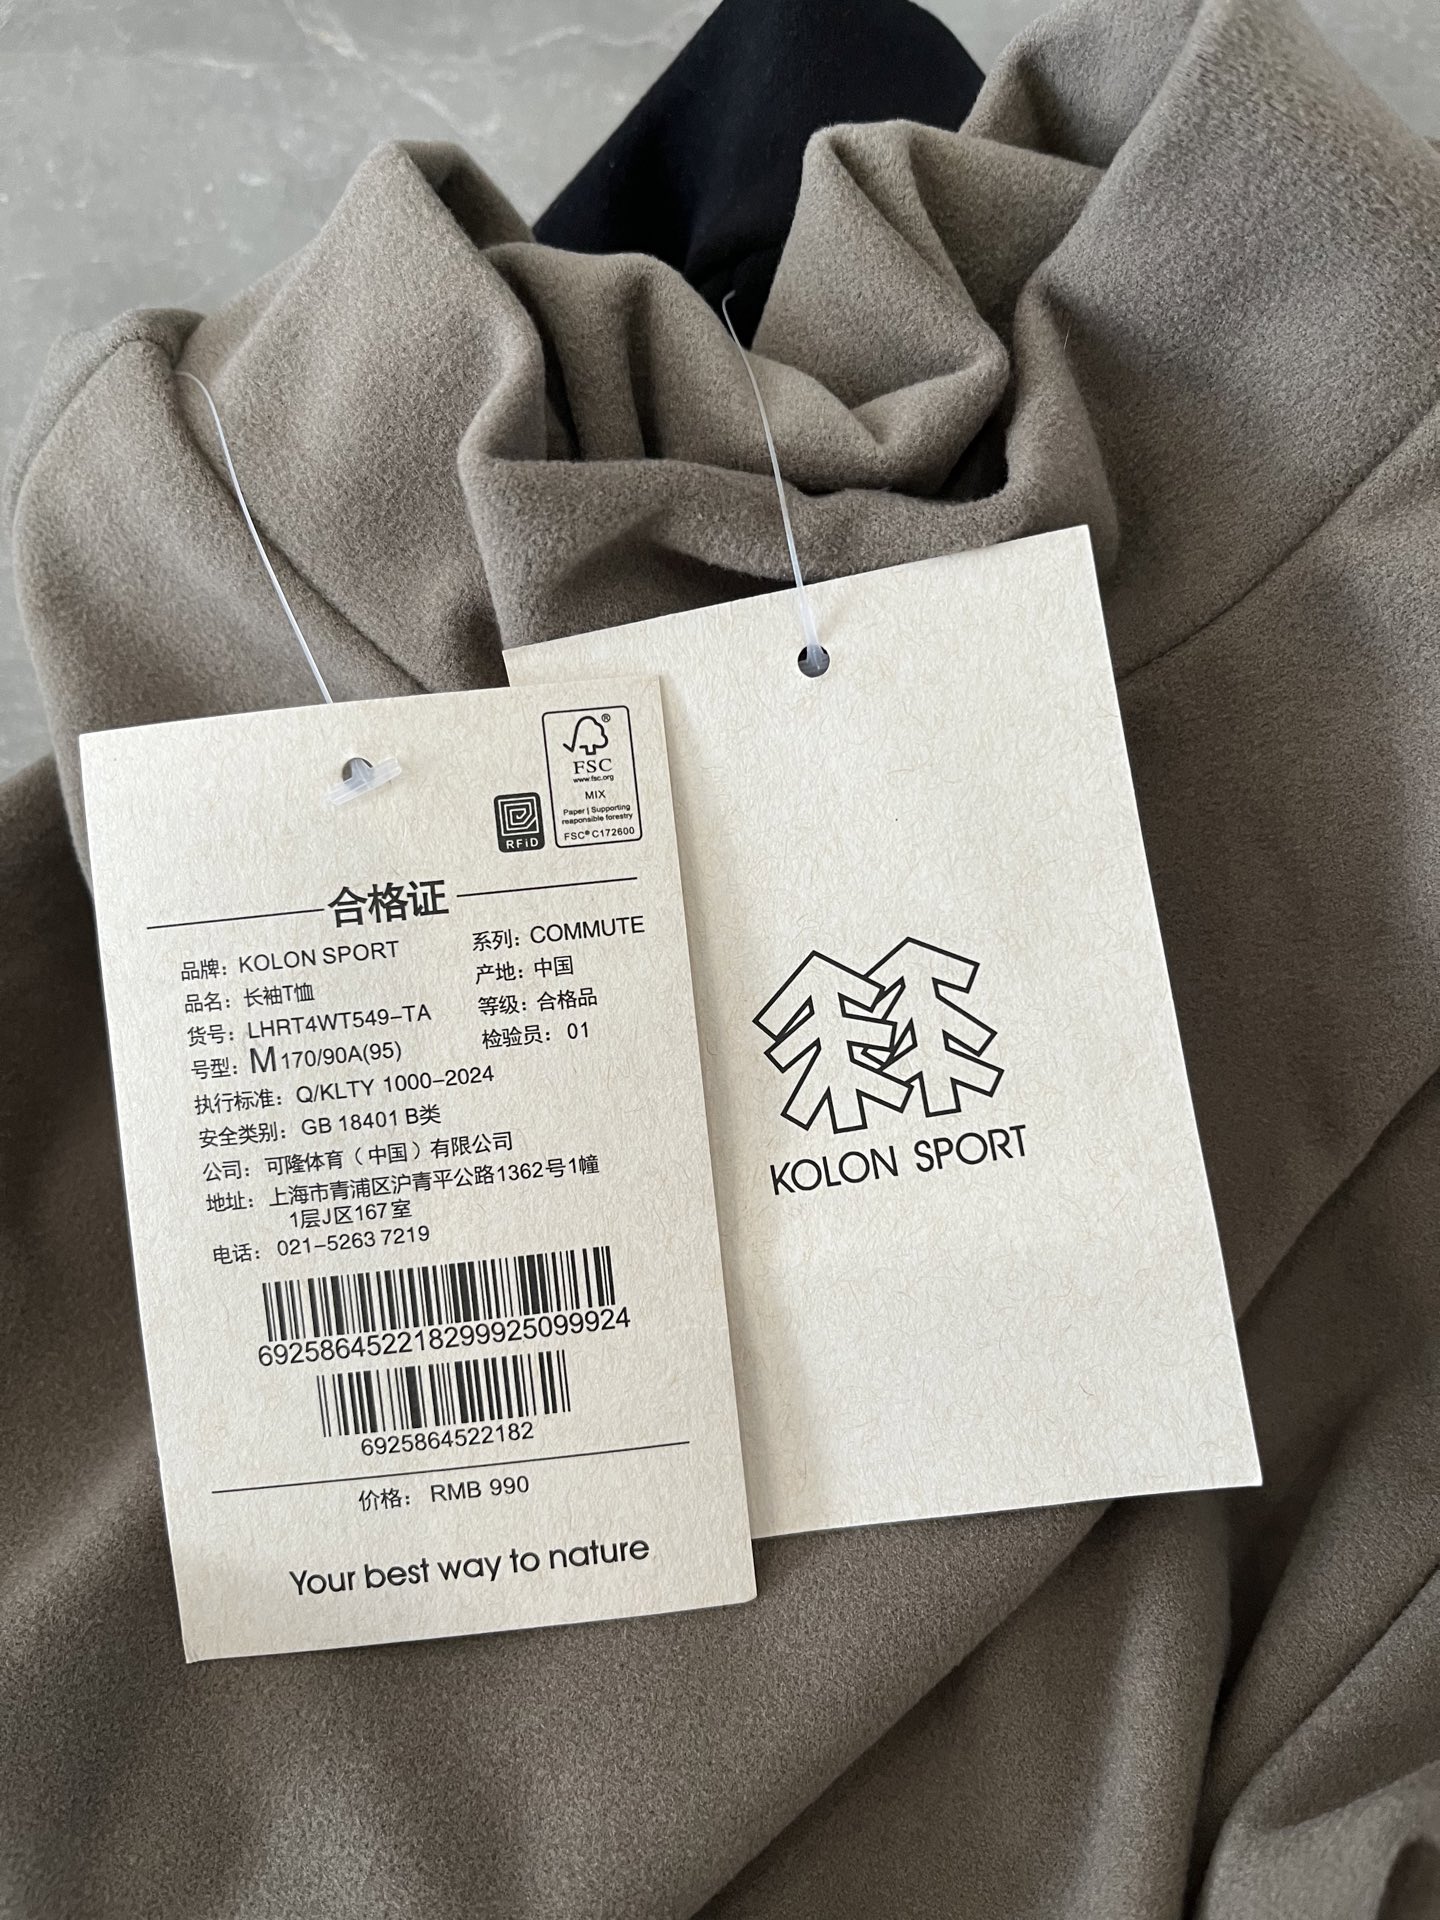 FSC®
www.fsc.org
MIX
Paper | Supporting
responsible forestry
FSC® C172600
RFiD
合格证
品牌：KOLON SPORT 系列：COMMUTE
品名：长袖T恤 产地：中国
货号：LHRT4WT549-TA 等级：合格品
号型：M 170/90A(95) 检验员：01
执行标准：Q/KLTY 1000-2024
安全类别：GB 18401 B类
公司：可隆体育（中国）有限公司
地址：上海市青浦区沪青平公路1362号1幢
1层J区167室
电话：021-5263 7219
692586452218299925099924
6925864522182
价格：RMB 990
Your best way to nature
KOLON SPORT